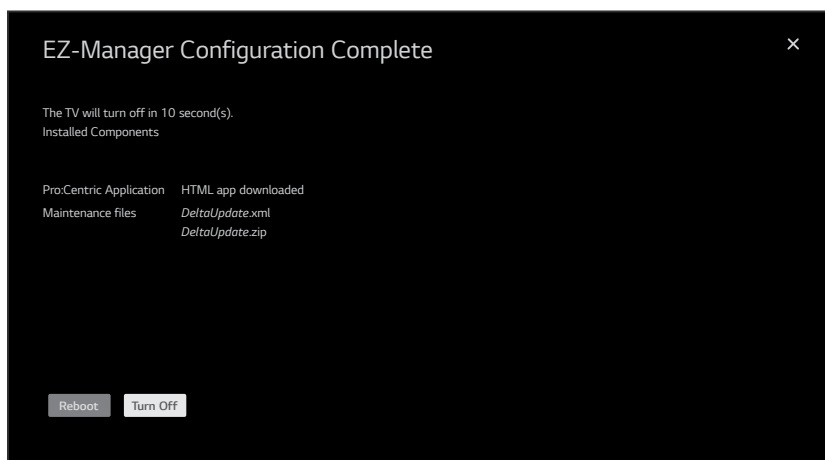 EZ-Manager Configuration Complete
The TV will turn off in 10 second(s).
Installed Components
Pro:Centric Application HTML app downloaded
Maintenance files DeltaUpdate.xml
DeltaUpdate.zip
Reboot Turn Off